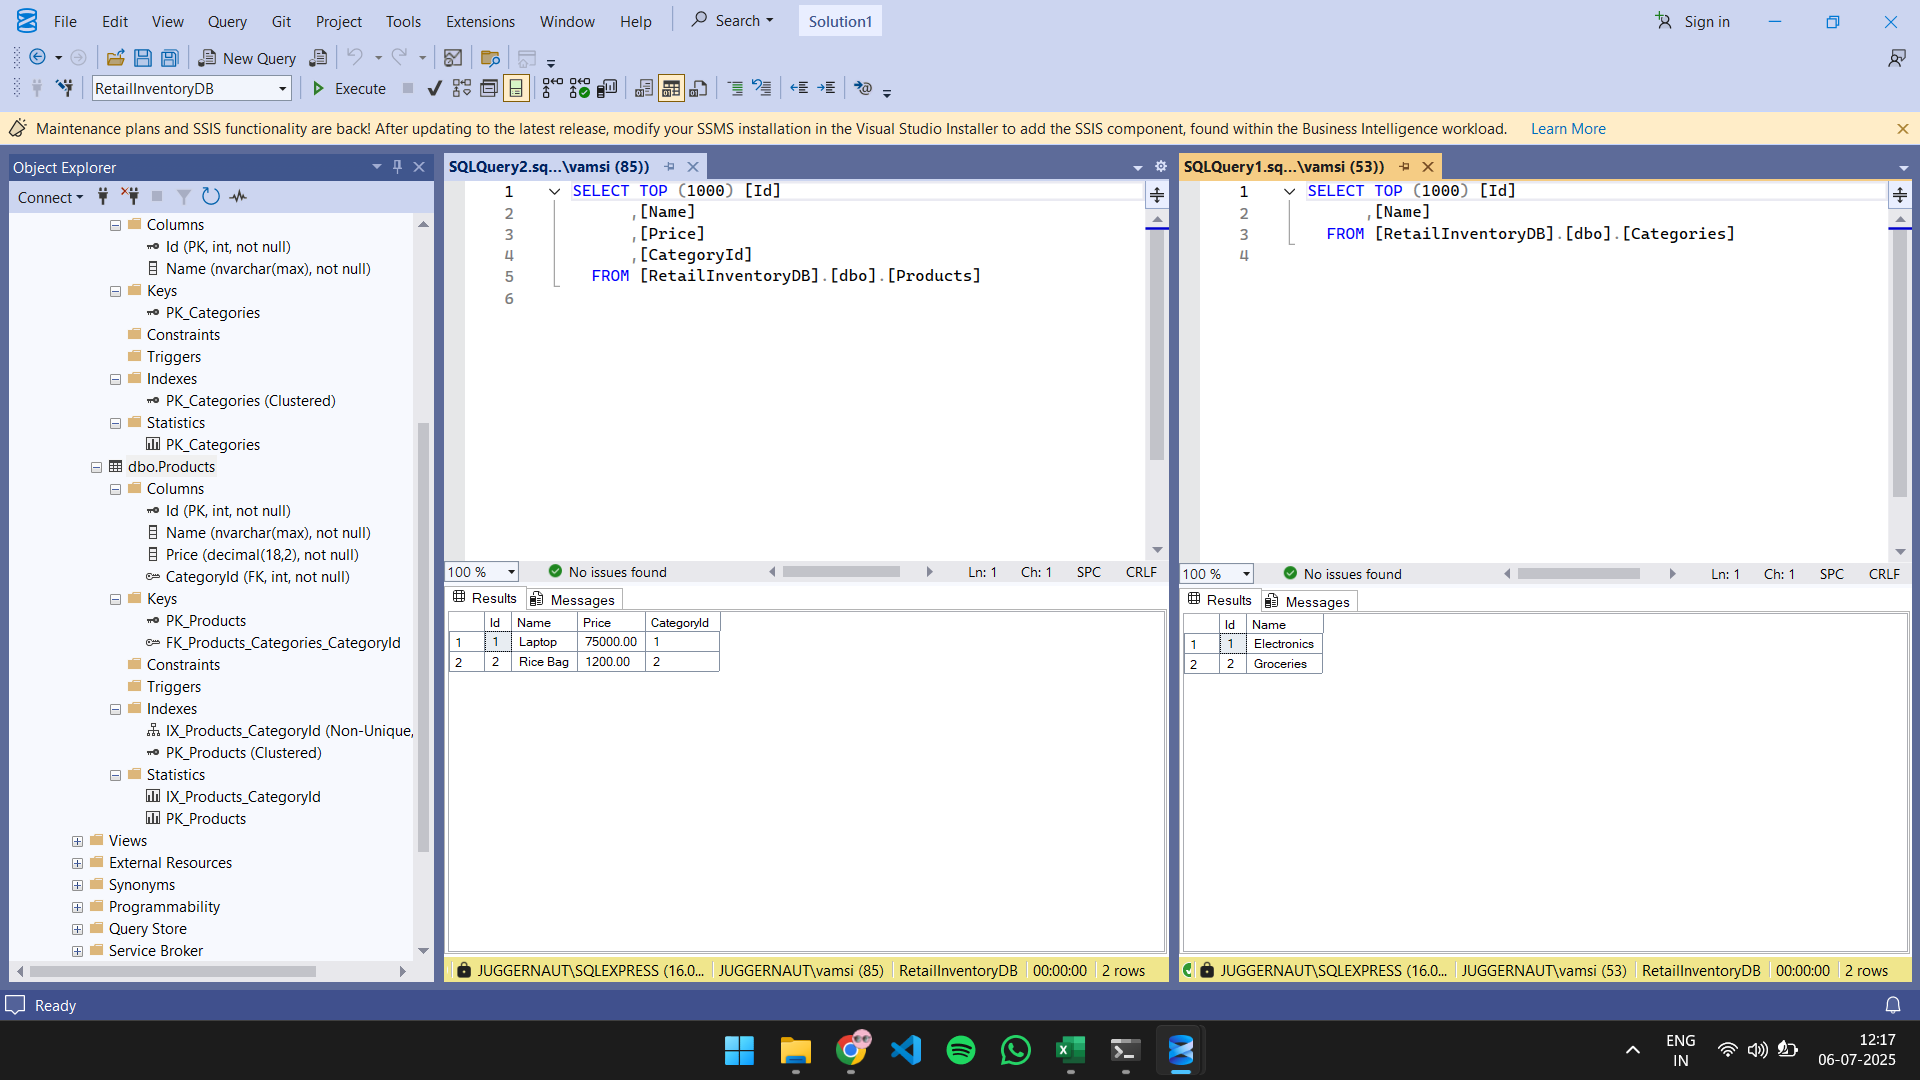 File Edit View Query Git Project Tools Extensions Window Help Search Solution1 Sign in
New Query
RetailInventoryDB Execute
Maintenance plans and SSIS functionality are back! After updating to the latest release, modify your SSMS installation in the Visual Studio Installer to add the SSIS component, found within the Business Intelligence workload. Learn More
Object Explorer
Connect
Columns
Id (PK, int, not null)
Name (nvarchar(max), not null)
Keys
PK_Categories
Constraints
Triggers
Indexes
PK_Categories (Clustered)
Statistics
PK_Categories
dbo.Products
Columns
Id (PK, int, not null)
Name (nvarchar(max), not null)
Price (decimal(18,2), not null)
CategoryId (FK, int, not null)
Keys
PK_Products
FK_Products_Categories_CategoryId
Constraints
Triggers
Indexes
IX_Products_CategoryId (Non-Unique,
PK_Products (Clustered)
Statistics
IX_Products_CategoryId
PK_Products
Views
External Resources
Synonyms
Programmability
Query Store
Service Broker
SQLQuery2.sq...\vamsi (85))
1 SELECT TOP (1000) [Id]
2 ,[Name]
3 ,[Price]
4 ,[CategoryId]
5 FROM [RetailInventoryDB].[dbo].[Products]
6
100 % No issues found Ln: 1 Ch: 1 SPC CRLF
Results Messages
Id Name Price CategoryId
1 1 Laptop 75000.00 1
2 2 Rice Bag 1200.00 2
JUGGERNAUT\SQLEXPRESS (16.0... JUGGERNAUT\vamsi (85) RetailInventoryDB 00:00:00 2 rows
SQLQuery1.sq...\vamsi (53))
1 SELECT TOP (1000) [Id]
2 ,[Name]
3 FROM [RetailInventoryDB].[dbo].[Categories]
4
100 % No issues found Ln: 1 Ch: 1 SPC CRLF
Results Messages
Id Name
1 1 Electronics
2 2 Groceries
JUGGERNAUT\SQLEXPRESS (16.0... JUGGERNAUT\vamsi (53) RetailInventoryDB 00:00:00 2 rows
Ready
ENG
IN
12:17
06-07-2025